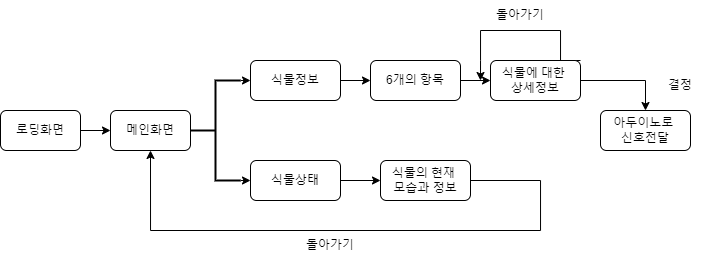 돌아가기
식물정보
6개의 항목
식물에 대한
상세정보
결정
로딩화면
메인화면
아두이노로
신호전달
식물상태
식물의 현재
모습과 정보
돌아가기